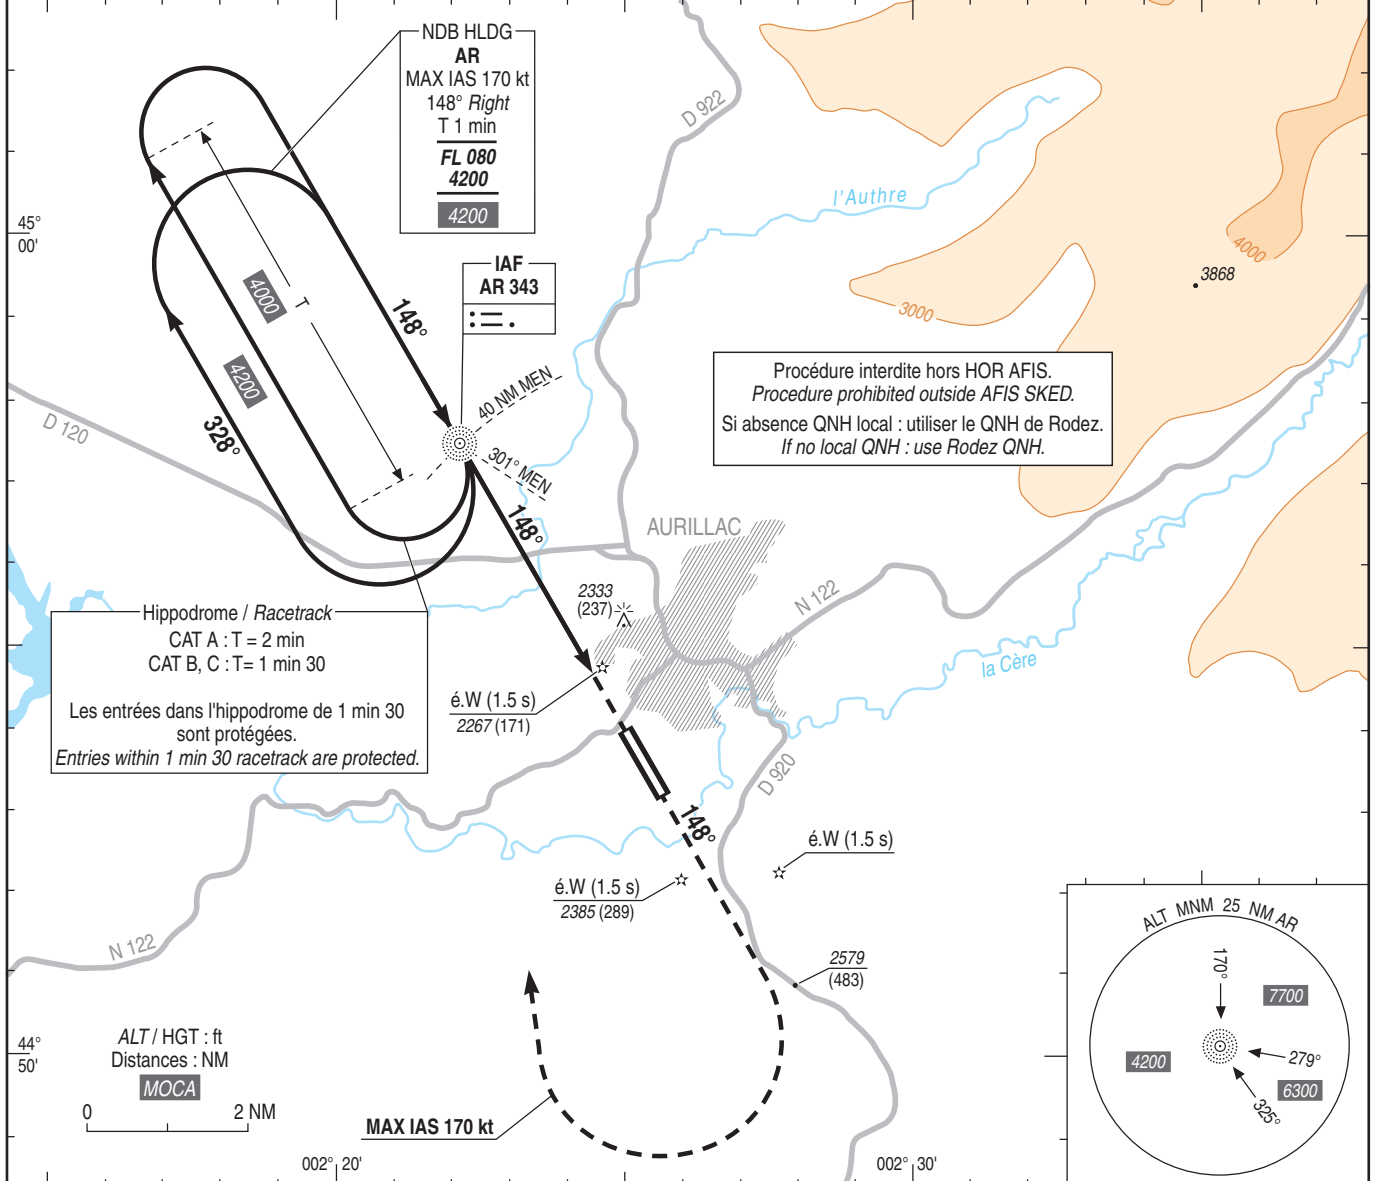 NDB HLDG
AR
MAX IAS 170 kt
148° Right
T 1 min
FL 080
4200
4200
D 922
l'Authre
45°
00'
4000
3868
3000
IAF
AR 343
4000
T
148°
4200
328°
40 NM MEN
301° MEN
148°
D 120
Procédure interdite hors HOR AFIS.
Procedure prohibited outside AFIS SKED.
Si absence QNH local : utiliser le QNH de Rodez.
If no local QNH : use Rodez QNH.
AURILLAC
2333
(237)
N 122
la Cère
Hippodrome / Racetrack
CAT A : T = 2 min
CAT B, C : T= 1 min 30
Les entrées dans l'hippodrome de 1 min 30
sont protégées.
Entries within 1 min 30 racetrack are protected.
é.W (1.5 s)
2267 (171)
D 920
148°
é.W (1.5 s)
é.W (1.5 s)
2385 (289)
N 122
2579
(483)
ALT MNM 25 NM AR
170°
7700
4200
279°
6300
325°
44°
50'
ALT / HGT : ft
Distances : NM
MOCA
0 2 NM
MAX IAS 170 kt
002° 20'
002° 30'